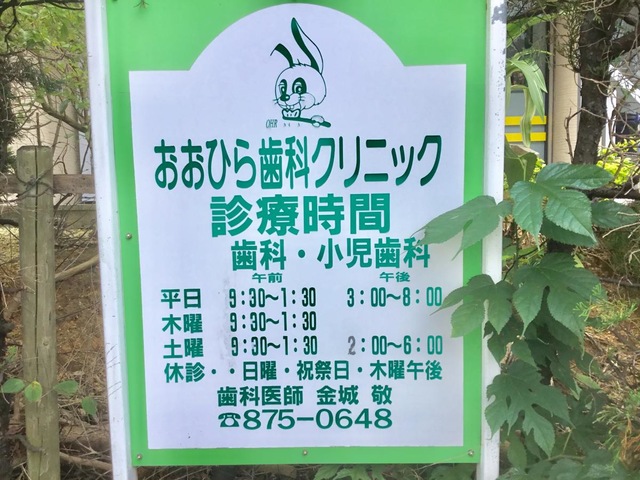 おおひら歯科クリニック
診療時間
歯科・小児歯科
午前 午後
平日 9:30〜1:30 3:00〜8:00
木曜 9:30〜1:30
土曜 9:30〜1:30 2:00〜6:00
休診・・日曜・祝祭日・木曜午後
歯科医師 金城 敬
☎875-0648